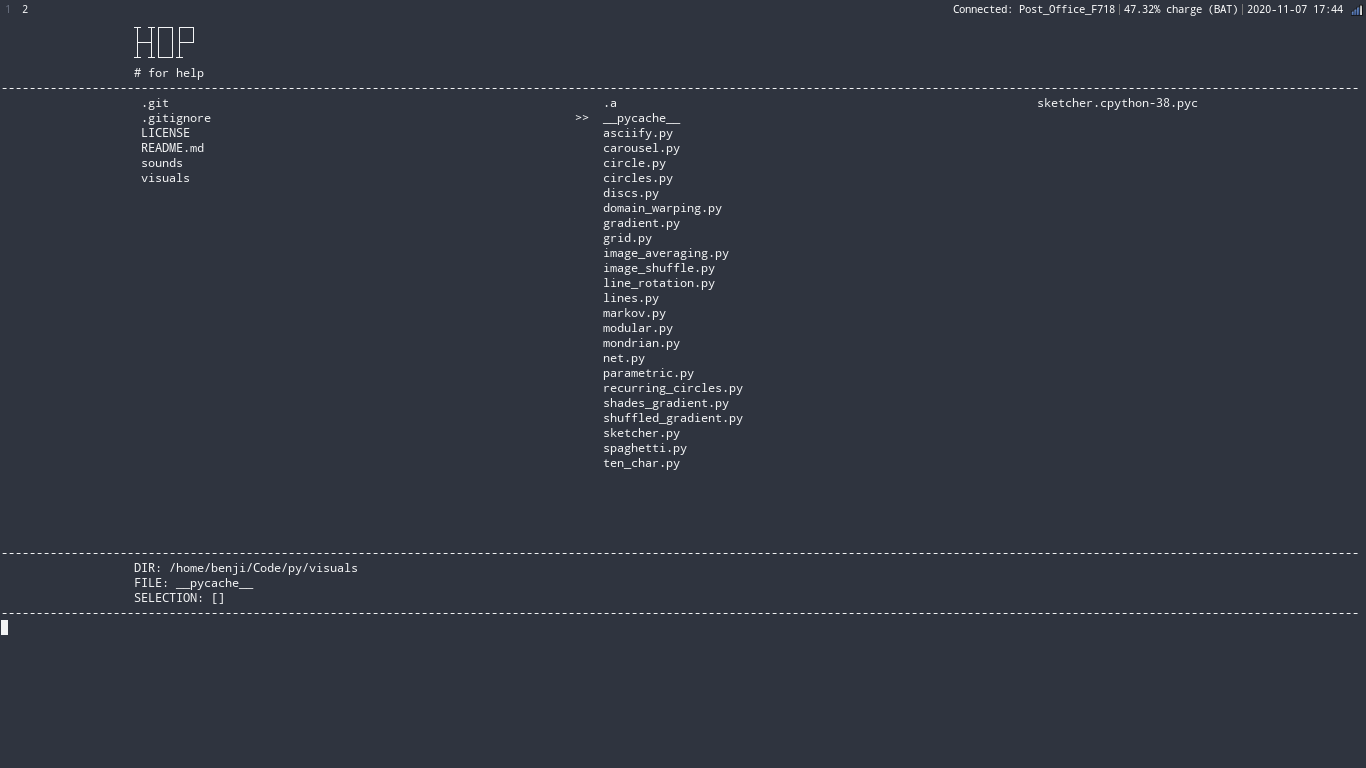 1 2 Connected: Post_Office_F718|47.32% charge (BAT)|2020-11-07 17:44
HOP
# for help
.git .a sketcher.cpython-38.pyc
.gitignore >> __pycache__
LICENSE asciify.py
README.md carousel.py
sounds circle.py
visuals circles.py
discs.py
domain_warping.py
gradient.py
grid.py
image_averaging.py
image_shuffle.py
line_rotation.py
lines.py
markov.py
modular.py
mondrian.py
net.py
parametric.py
recurring_circles.py
shades_gradient.py
shuffled_gradient.py
sketcher.py
spaghetti.py
ten_char.py
DIR: /home/benji/Code/py/visuals
FILE: __pycache__
SELECTION: []